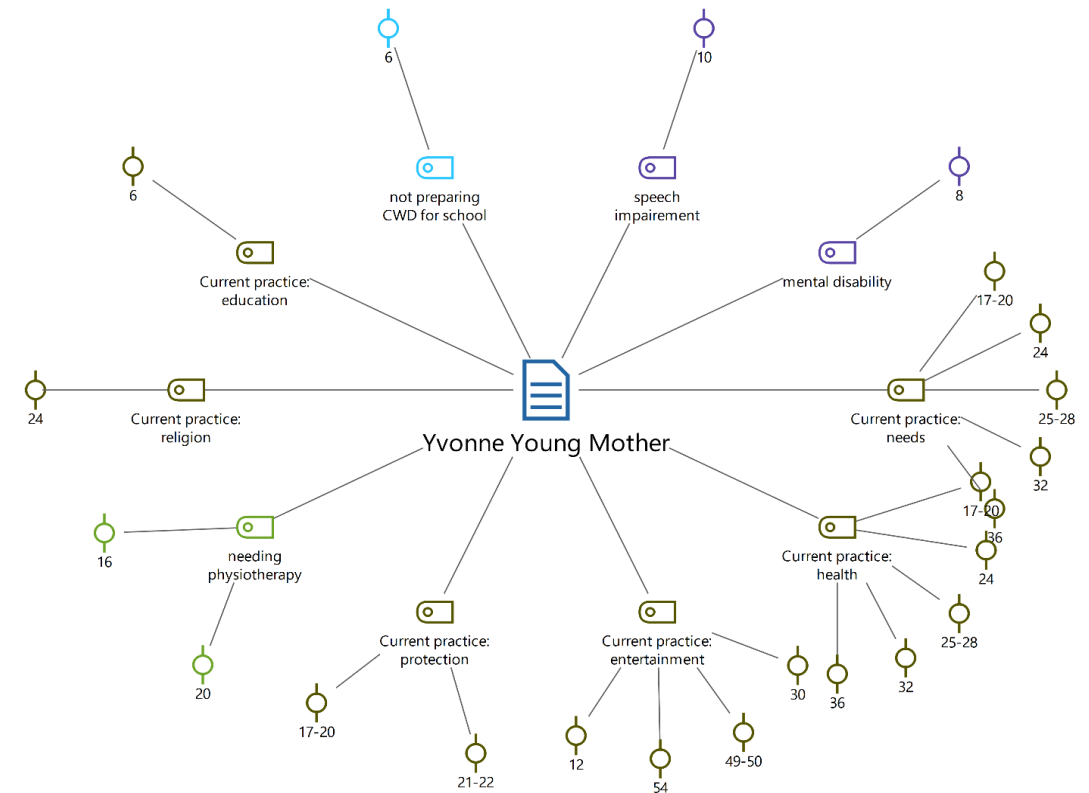 6
10
6
not preparing
CWD for school
speech
impairement
8
Current practice:
education
mental disability
17-20
24
24
Current practice:
religion
Current practice:
needs
25-28
Yvonne Young Mother
32
17-20
36
16
needing
physiotherapy
Current practice:
health
24
25-28
Current practice:
protection
Current practice:
entertainment
20
30
36
32
17-20
21-22
12
54
49-50